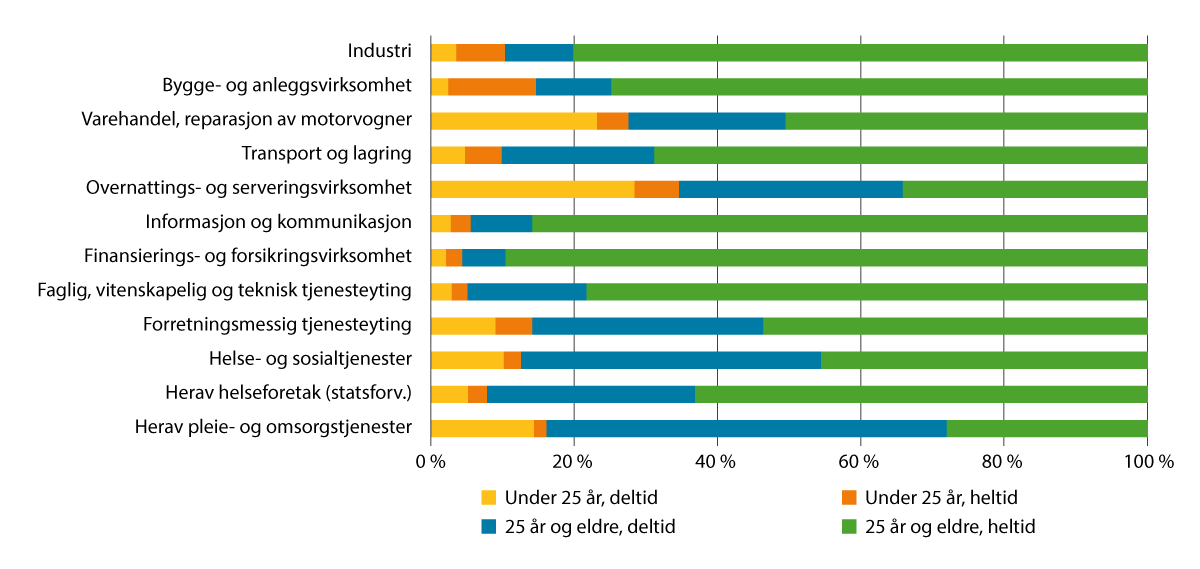 Industri
Bygge- og anleggsvirksomhet
Varehandel, reparasjon av motorvogner
Transport og lagring
Overnattings- og serveringsvirksomhet
Informasjon og kommunikasjon
Finansierings- og forsikringsvirksomhet
Faglig, vitenskapelig og teknisk tjenesteyting
Forretningsmessig tjenesteyting
Helse- og sosialtjenester
Herav helseforetak (statsforv.)
Herav pleie- og omsorgstjenester
0 % 20 % 40 % 60 % 80 % 100 %
Under 25 år, deltid Under 25 år, heltid
25 år og eldre, deltid 25 år og eldre, heltid